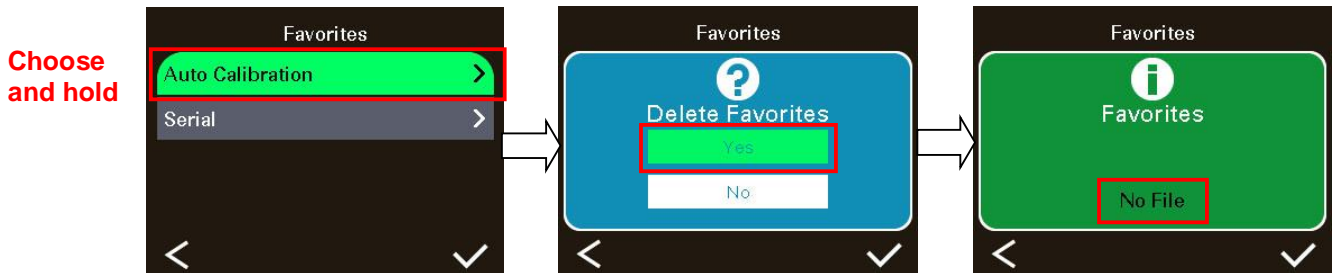 Choose
and hold
Favorites
Auto Calibration
Serial
Favorites
Delete Favorites
Yes
No
Favorites
Favorites
No File